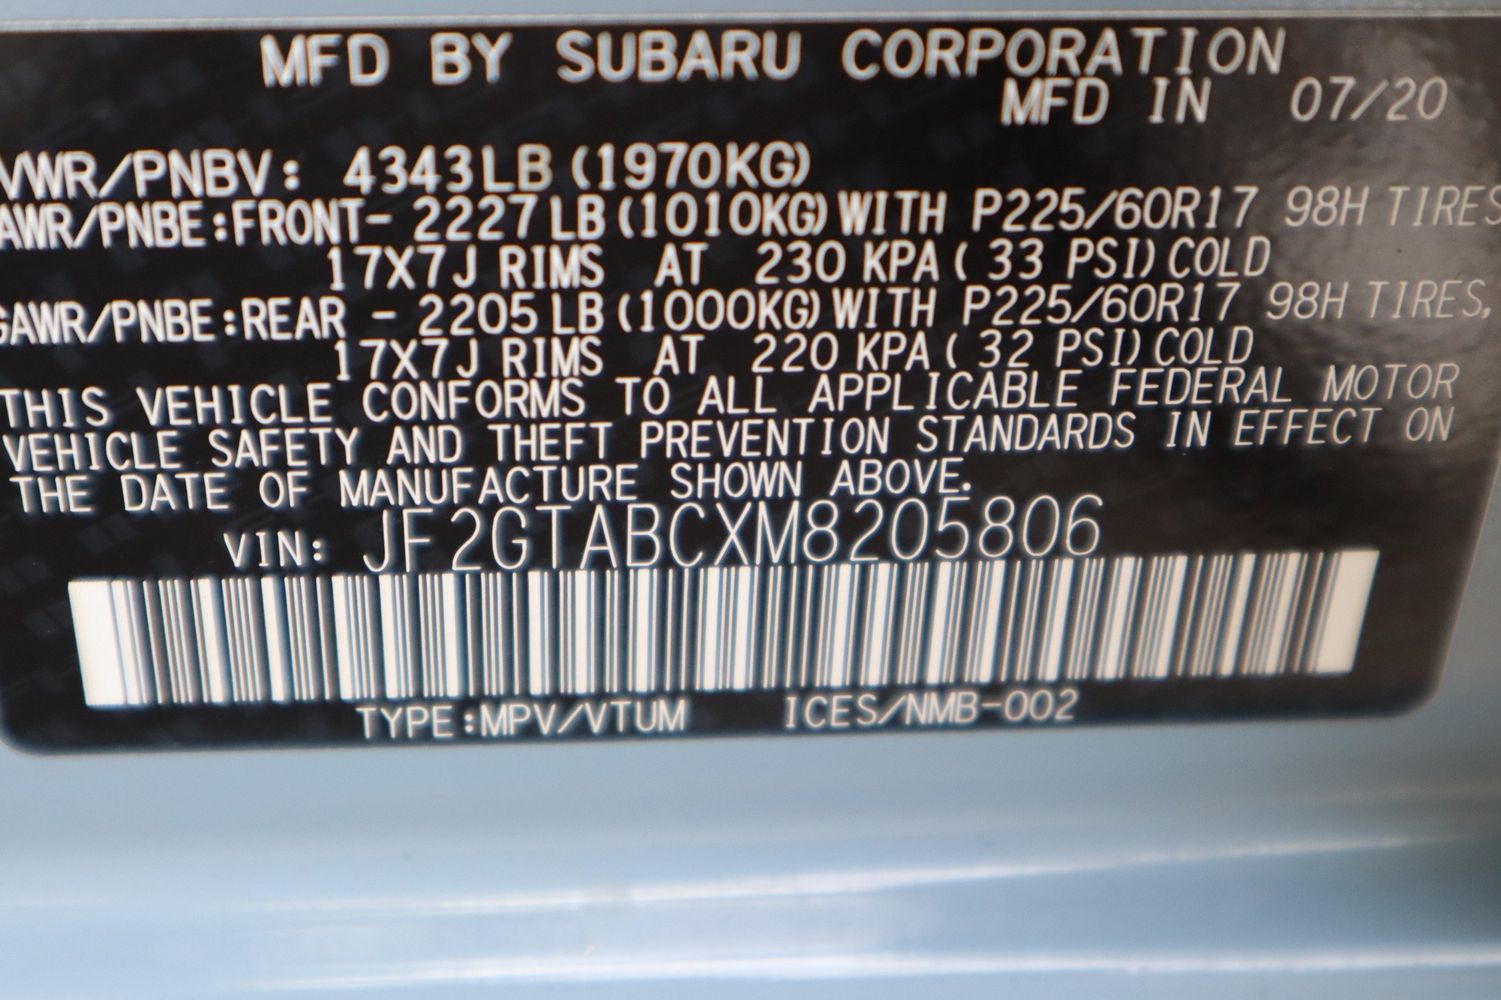 MFD BY SUBARU CORPORATION
MFD IN 07/20
VWR/PNBV: 4343LB (1970KG)
AWR/PNBE:FRONT- 2227LB (1010KG) WITH P225/60R17 98H TIRES
17X7J RIMS AT 230 KPA ( 33 PSI) COLD
GAWR/PNBE:REAR - 2205LB (1000KG) WITH P225/60R17 98H TIRES,
17X7J RIMS AT 220 KPA ( 32 PSI) COLD
THIS VEHICLE CONFORMS TO ALL APPLICABLE FEDERAL MOTOR
VEHICLE SAFETY AND THEFT PREVENTION STANDARDS IN EFFECT ON
THE DATE OF MANUFACTURE SHOWN ABOVE.
VIN: JF2GTABCXM8205806
TYPE:MPV/VTUM ICES/NMB-002